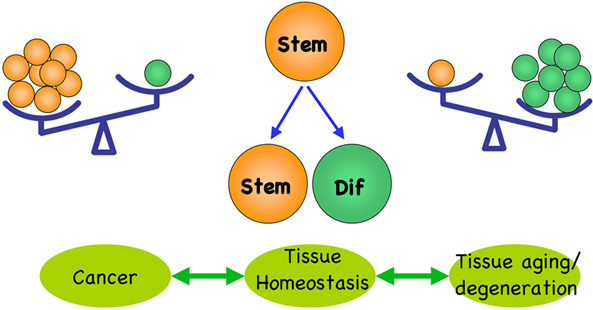 Stem
Stem
Dif
Cancer
Tissue
Homeostasis
Tissue aging/
degeneration